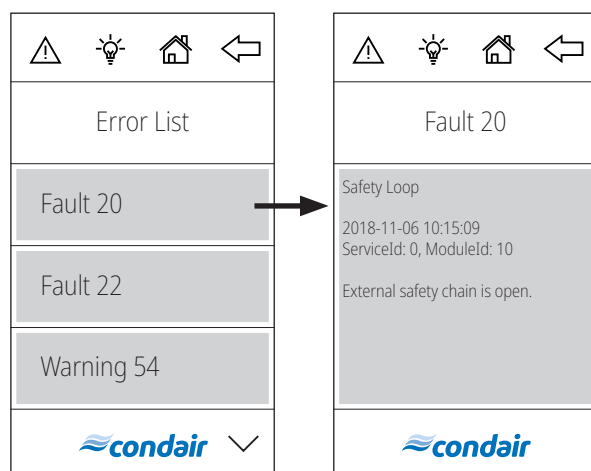 Error List
Fault 20
Fault 22
Warning 54
condair
Fault 20
Safety Loop
2018-11-06 10:15:09
ServiceId: 0, ModuleId: 10
External safety chain is open.
condair